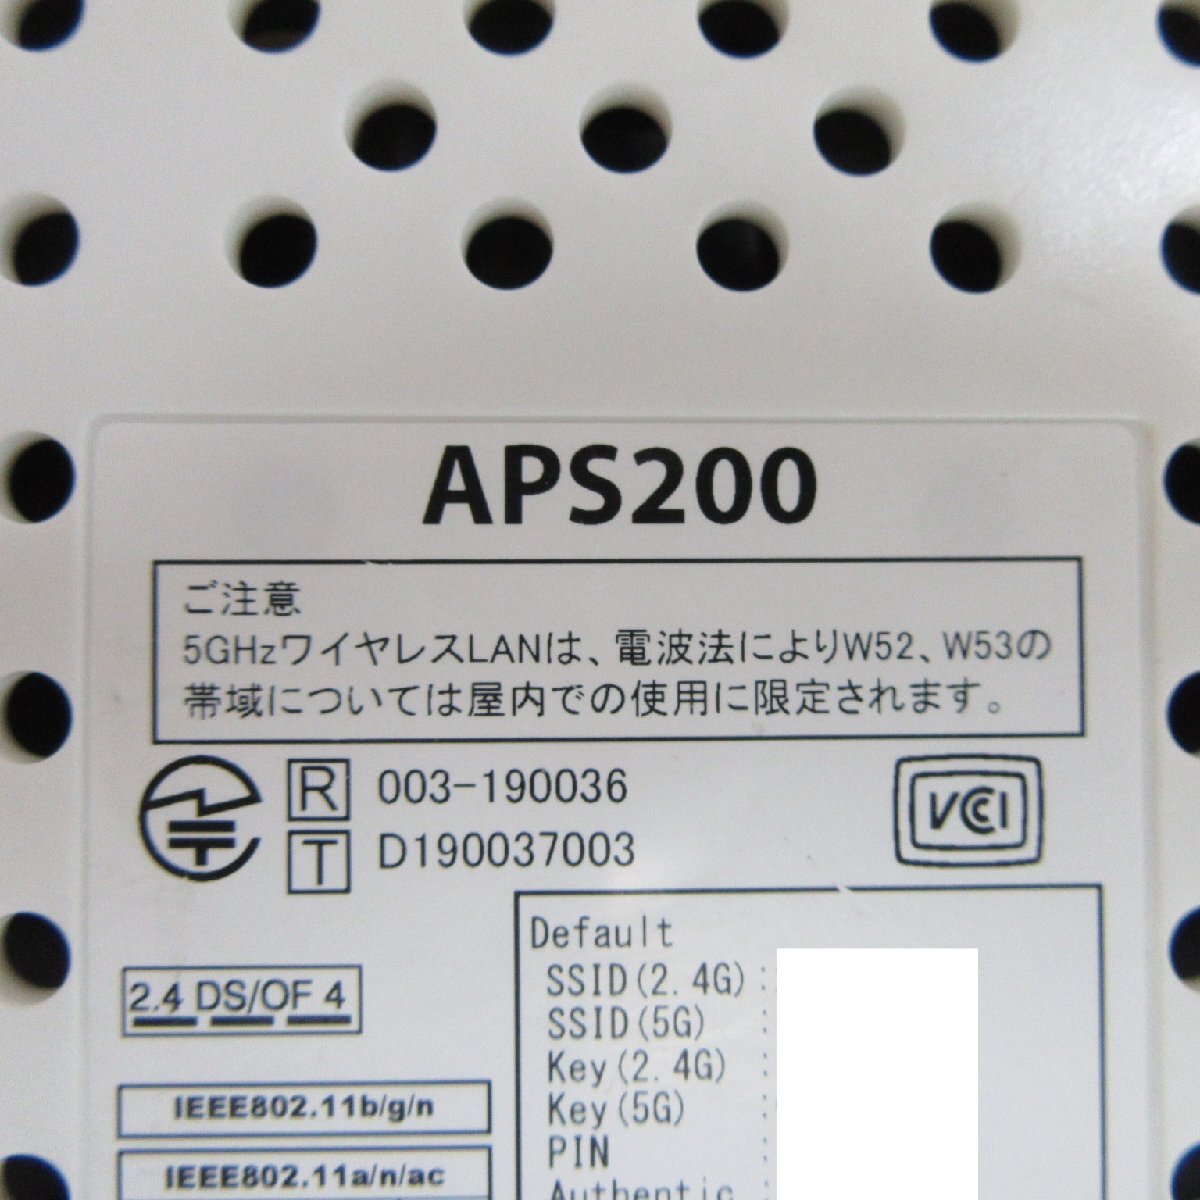 APS200
ご注意
5GHzワイヤレスLANは、電波法によりW52、W53の
帯域については屋内での使用に限定されます。
R 003-190036
T D190037003
VCCI
Default
SSID(2.4G):
SSID(5G) :
Key(2.4G) :
Key(5G) :
PIN :
Authentic :
2.4 DS/OF 4
IEEE802.11b/g/n
IEEE802.11a/n/ac